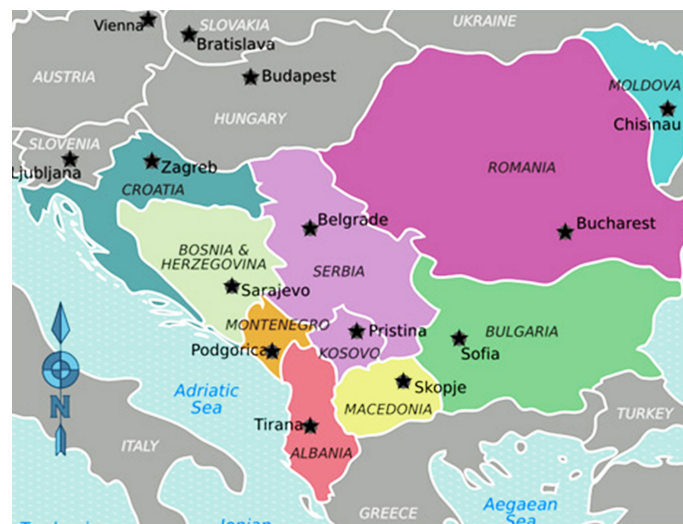 Vienna
SLOVAKIA
UKRAINE
Bratislava
AUSTRIA
Budapest
MOLDOVA
HUNGARY
Chisinau
SLOVENIA
Ljubljana
Zagreb
ROMANIA
CROATIA
Belgrade
Bucharest
BOSNIA &
HERZEGOVINA
SERBIA
Sarajevo
MONTENEGRO
Pristina
BULGARIA
Podgorica
KOSOVO
Sofia
Adriatic
Sea
Skopje
TURKEY
MACEDONIA
N
Tirana
ITALY
ALBANIA
Aegaean
Sea
GREECE
Ionian